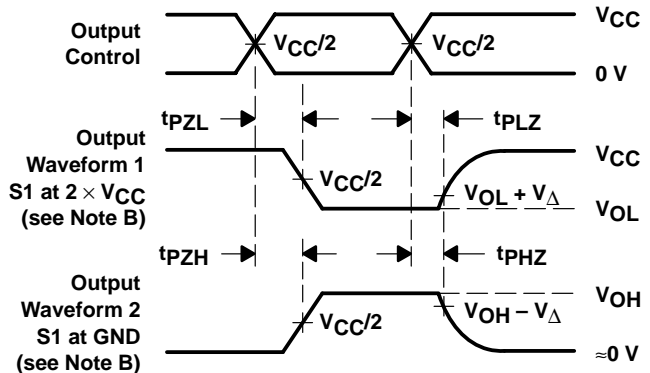 Output
Control
VCC/2
VCC/2
VCC
0 V
tPZL
tPLZ
Output
Waveform 1
S1 at 2 × VCC
(see Note B)
VCC/2
VCC
VOL + VΔ
VOL
tPZH
tPHZ
Output
Waveform 2
S1 at GND
(see Note B)
VCC/2
VOH
VOH − VΔ
≈0 V